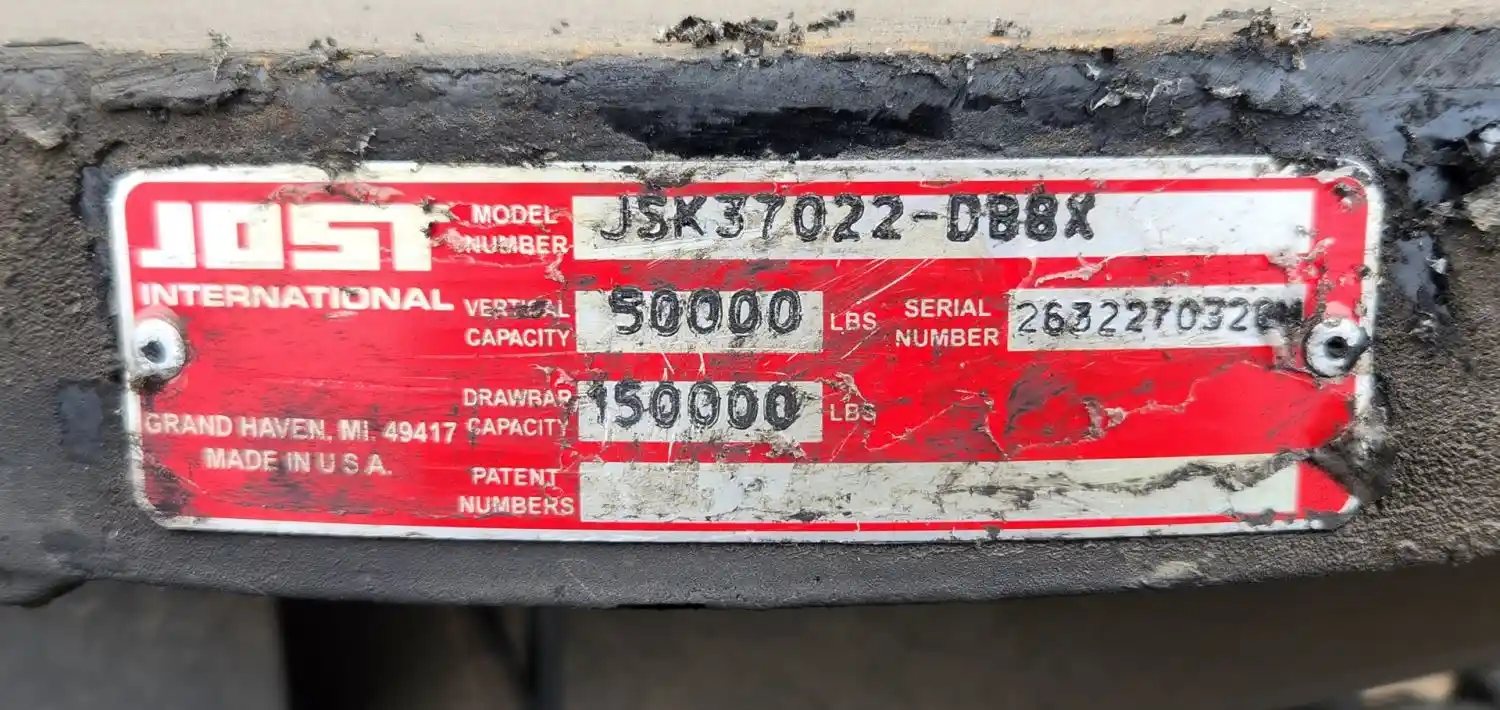 JOST
INTERNATIONAL
MODEL NUMBER JSK37022-DB8X
VERTICAL CAPACITY 50000 LBS
SERIAL NUMBER
DRAWBAR CAPACITY 150000 LBS
GRAND HAVEN, MI. 49417
MADE IN U S A.
PATENT NUMBERS